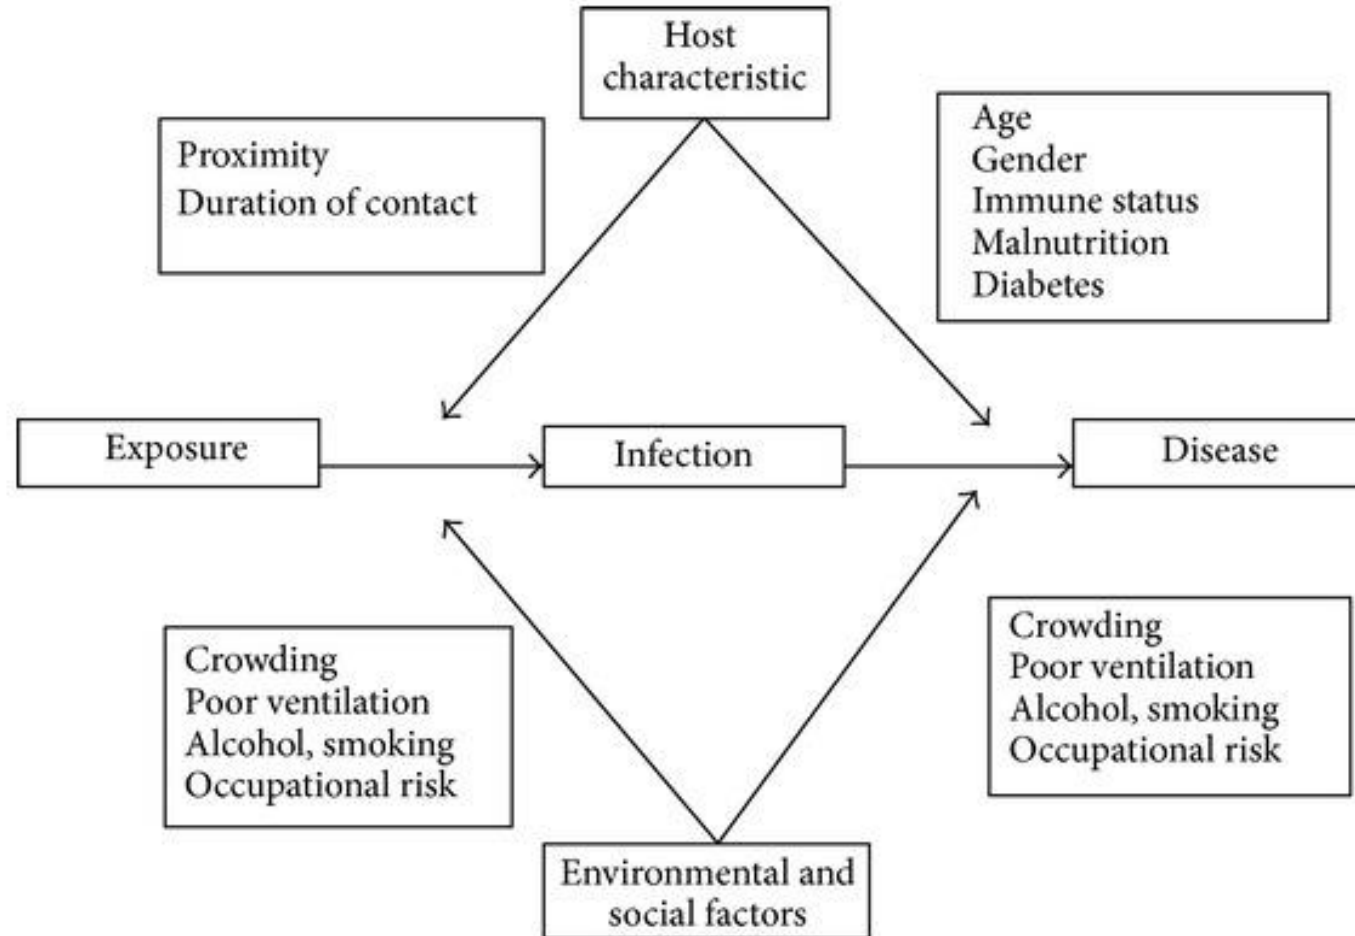 Host
characteristic
Proximity
Duration of contact
Age
Gender
Immune status
Malnutrition
Diabetes
Exposure
Infection
Disease
Crowding
Poor ventilation
Alcohol, smoking
Occupational risk
Crowding
Poor ventilation
Alcohol, smoking
Occupational risk
Environmental and
social factors